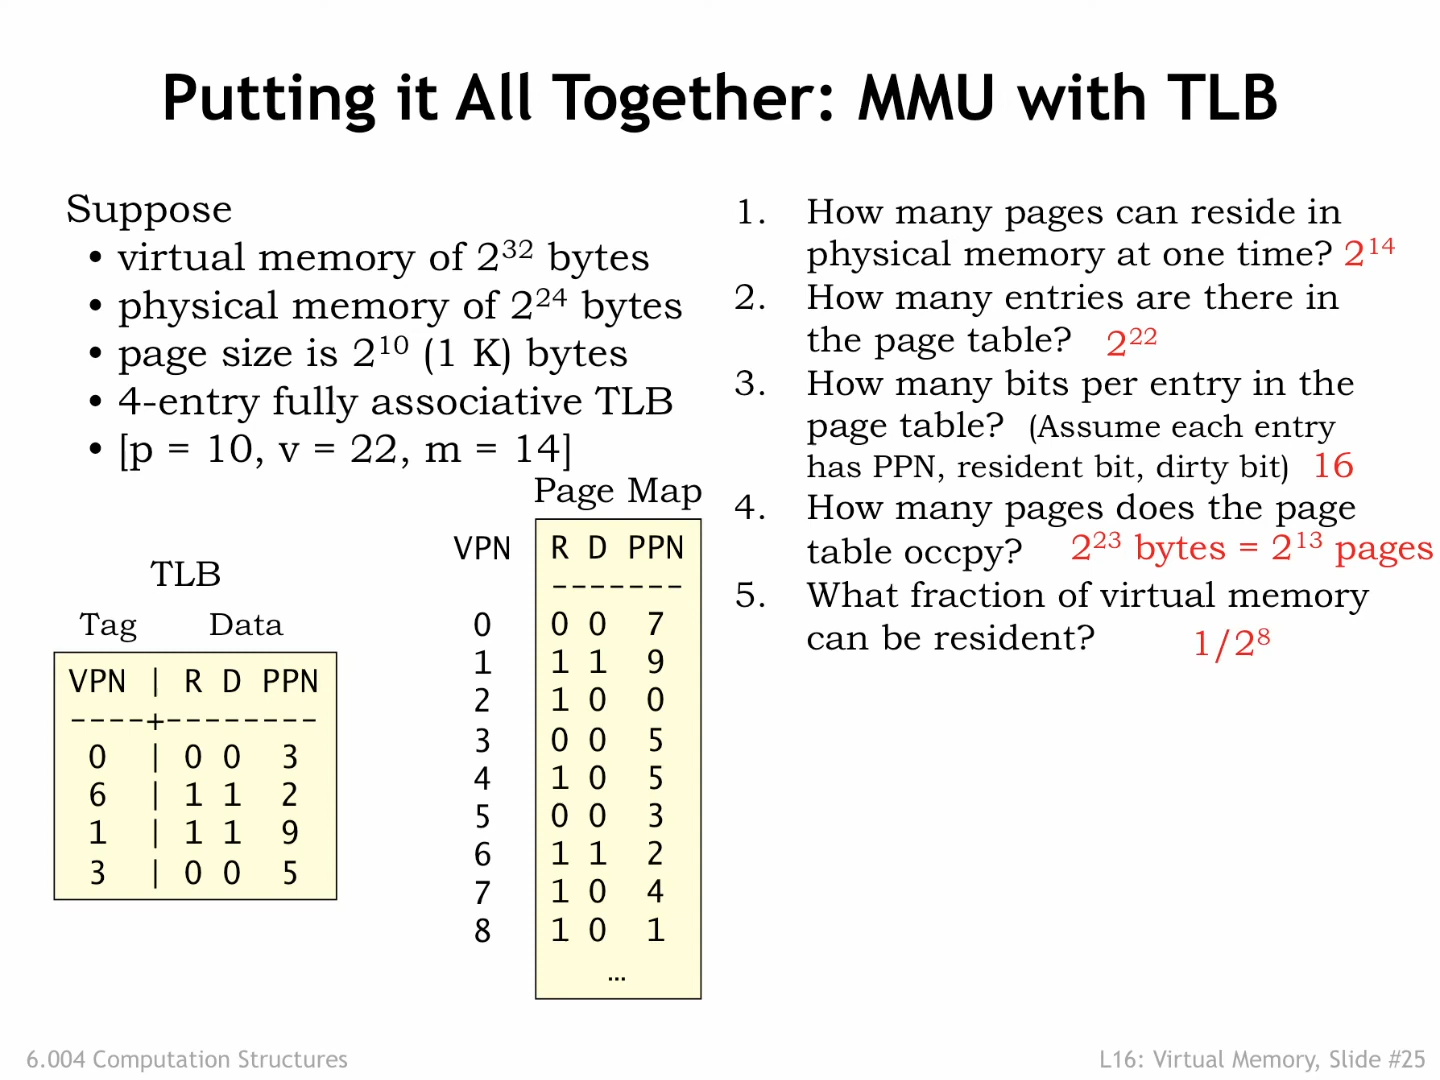 Putting it All Together: MMU with TLB
Suppose
• virtual memory of 2³² bytes
• physical memory of 2²⁴ bytes
• page size is 2¹⁰ (1 K) bytes
• 4-entry fully associative TLB
• [p = 10, v = 22, m = 14]
TLB
Tag Data
VPN | R D PPN
----+--------
0 | 0 0 3
6 | 1 1 2
1 | 1 1 9
3 | 0 0 5
Page Map
VPN R D PPN
-------
0 0 0 7
1 1 1 9
2 1 0 0
3 0 0 5
4 1 0 5
5 0 0 3
6 1 1 2
7 1 0 4
8 1 0 1
…
1. How many pages can reside in
physical memory at one time? 2¹⁴
2. How many entries are there in
the page table? 2²²
3. How many bits per entry in the
page table? (Assume each entry
has PPN, resident bit, dirty bit) 16
4. How many pages does the page
table occpy? 2²³ bytes = 2¹³ pages
5. What fraction of virtual memory
can be resident? 1/2⁸
6.004 Computation Structures
L16: Virtual Memory, Slide #25